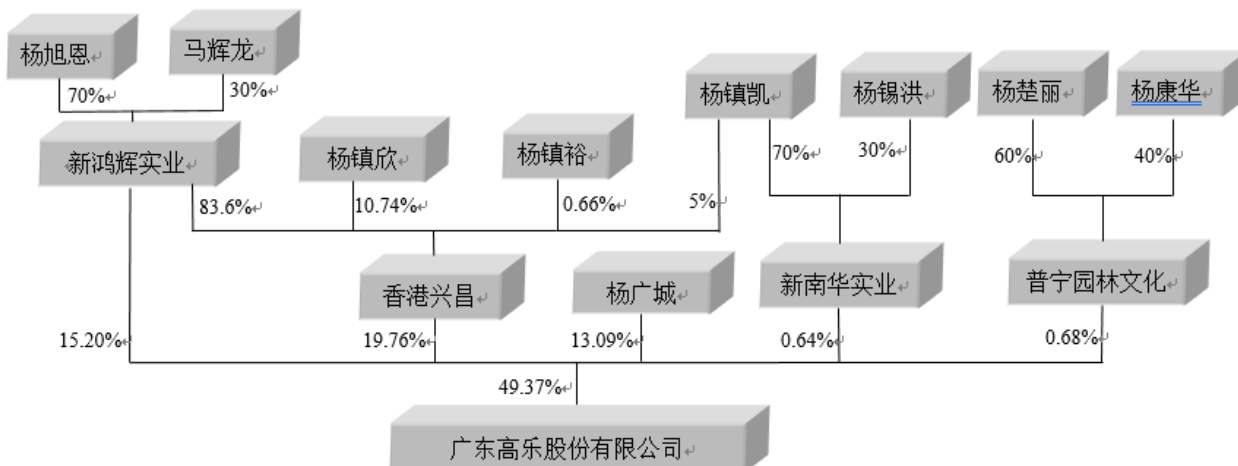 杨旭恩
马辉龙
70%
30%
杨镇凯
杨锡洪
杨楚丽
杨康华
新鸿辉实业
杨镇欣
杨镇裕
70%
30%
60%
40%
83.6%
10.74%
0.66%
5%
香港兴昌
杨广城
新南华实业
普宁园林文化
15.20%
19.76%
13.09%
0.64%
0.68%
49.37%
广东高乐股份有限公司